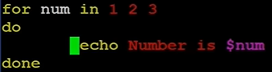 for num in 1 2 3
do
echo Number is $num
done